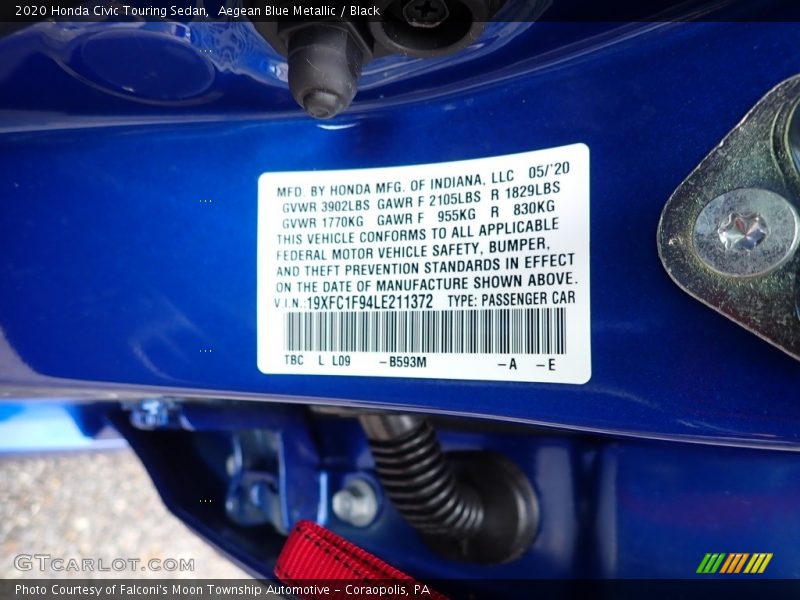 2020 Honda Civic Touring Sedan,  Aegean Blue Metallic / Black
MFD. BY HONDA MFG. OF INDIANA, LLC  05/'20
GVWR 3902LBS GAWR F 2105LBS R 1829LBS
GVWR 1770KG GAWR F 955KG R 830KG
THIS VEHICLE CONFORMS TO ALL APPLICABLE
FEDERAL MOTOR VEHICLE SAFETY, BUMPER,
AND THEFT PREVENTION STANDARDS IN EFFECT
ON THE DATE OF MANUFACTURE SHOWN ABOVE.
V.I.N.:19XFC1F94LE211372 TYPE: PASSENGER CAR
TBC L L09 -B593M -A -E
GTCARLOT.COM
Photo Courtesy of Falconi's Moon Township Automotive - Coraopolis, PA